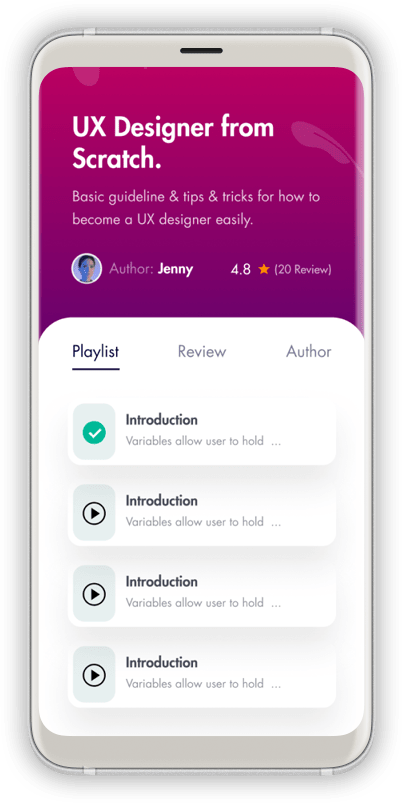 UX Designer from
Scratch.
Basic guideline & tips & tricks for how to
become a UX designer easily.
Author: Jenny 4.8 (20 Review)
Playlist Review Author
Introduction
Variables allow user to hold ...
Introduction
Variables allow user to hold ...
Introduction
Variables allow user to hold ...
Introduction
Variables allow user to hold ...